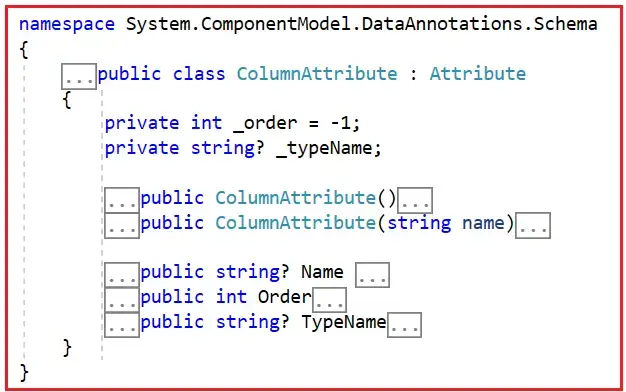 namespace System.ComponentModel.DataAnnotations.Schema
{
...public class ColumnAttribute : Attribute
{
private int _order = -1;
private string? _typeName;
...public ColumnAttribute()...
...public ColumnAttribute(string name)...
...public string? Name ...
...public int Order...
...public string? TypeName...
}
}